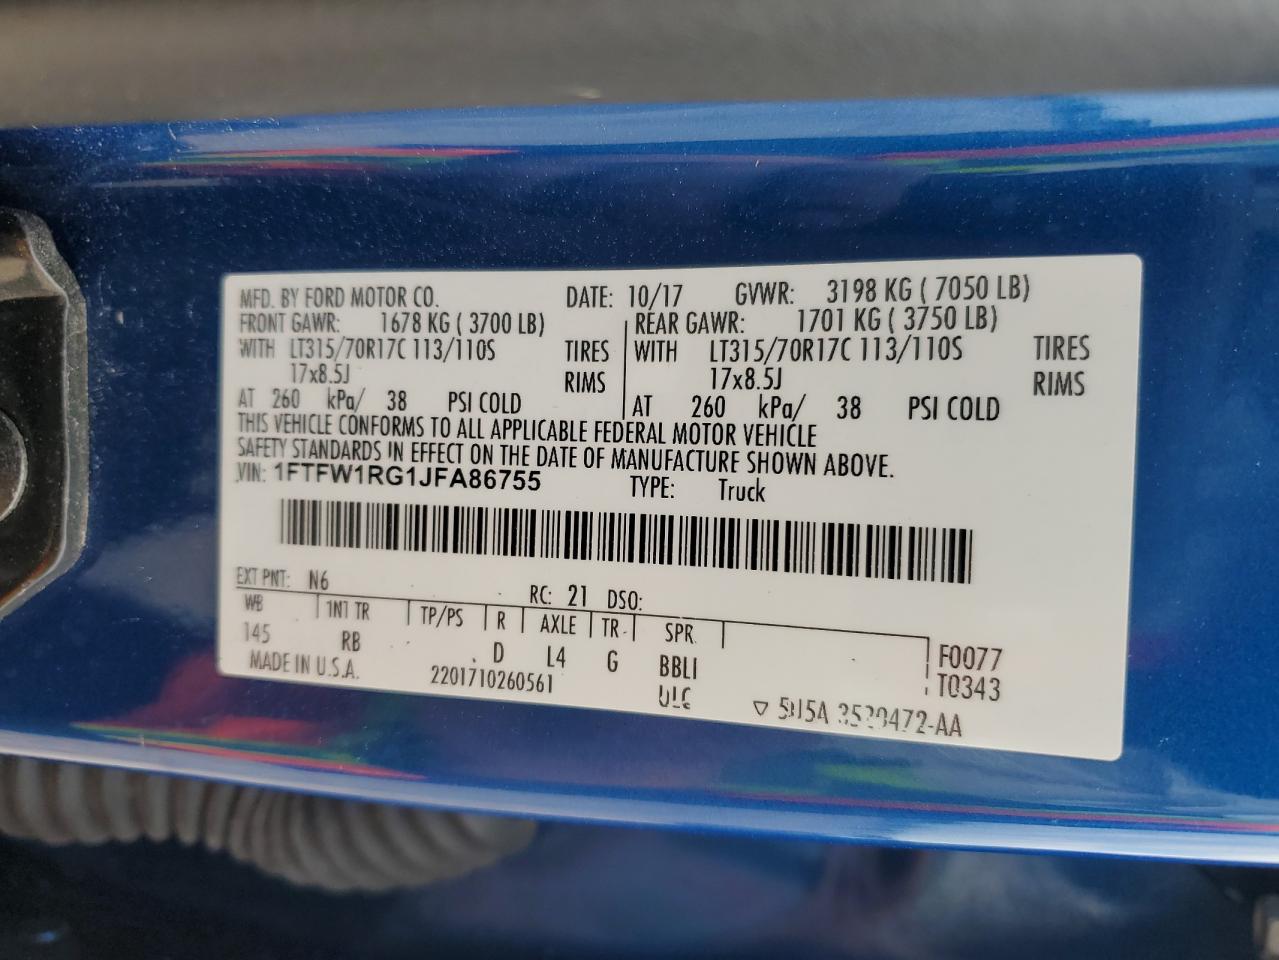 MFD. BY FORD MOTOR CO. DATE: 10/17 GVWR: 3198 KG ( 7050 LB)
FRONT GAWR: 1678 KG ( 3700 LB) REAR GAWR: 1701 KG ( 3750 LB)
WITH LT315/70R17C 113/110S TIRES WITH LT315/70R17C 113/110S TIRES
17x8.5J RIMS 17x8.5J RIMS
AT 260 kPa/ 38 PSI COLD AT 260 kPa/ 38 PSI COLD
THIS VEHICLE CONFORMS TO ALL APPLICABLE FEDERAL MOTOR VEHICLE
SAFETY STANDARDS IN EFFECT ON THE DATE OF MANUFACTURE SHOWN ABOVE.
VIN: 1FTFW1RG1JFA86755 TYPE: Truck
EXT PNT: N6 RC: 21 DSO:
WB INT TR TP/PS R AXLE TR SPR
145 RB D L4 G BBLI F0077
MADE IN U.S.A. 2201710260561 T0343